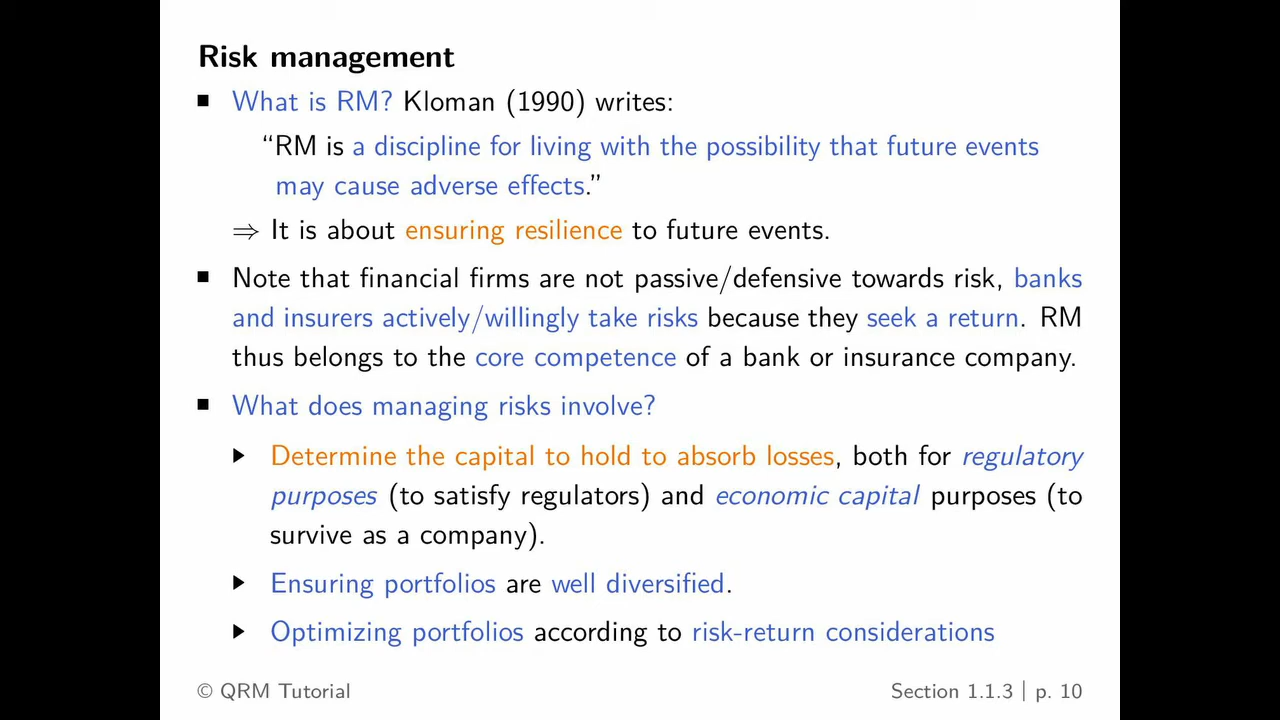 Risk management
■ What is RM? Kloman (1990) writes:
“RM is a discipline for living with the possibility that future events
may cause adverse effects.”
⇒ It is about ensuring resilience to future events.
■ Note that financial firms are not passive/defensive towards risk, banks
and insurers actively/willingly take risks because they seek a return. RM
thus belongs to the core competence of a bank or insurance company.
■ What does managing risks involve?
▶ Determine the capital to hold to absorb losses, both for regulatory
purposes (to satisfy regulators) and economic capital purposes (to
survive as a company).
▶ Ensuring portfolios are well diversified.
▶ Optimizing portfolios according to risk-return considerations
© QRM Tutorial
Section 1.1.3 | p. 10